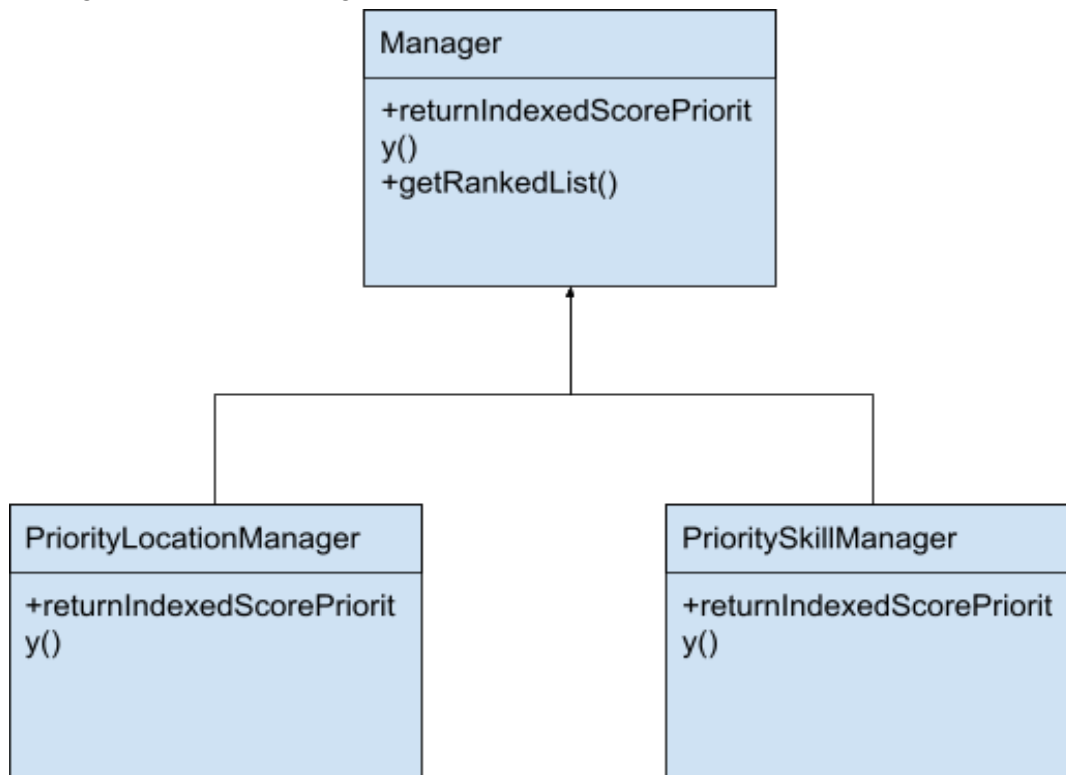 Manager
+returnIndexedScorePriorit
y()
+getRankedList()
PriorityLocationManager
+returnIndexedScorePriorit
y()
PrioritySkillManager
+returnIndexedScorePriorit
y()